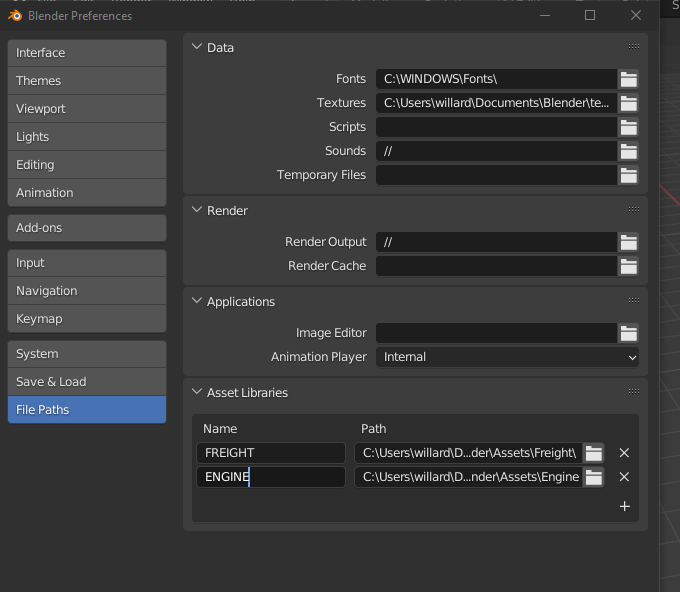 Blender Preferences
Interface
Themes
Viewport
Lights
Editing
Animation
Add-ons
Input
Navigation
Keymap
System
Save & Load
File Paths
Data
Fonts C:\WINDOWS\Fonts\
Textures C:\Users\willard\Documents\Blender\te...
Scripts
Sounds //
Temporary Files
Render
Render Output //
Render Cache
Applications
Image Editor
Animation Player Internal
Asset Libraries
Name Path
FREIGHT C:\Users\willard\D...der\Assets\Freight\
ENGINE C:\Users\willard\D...nder\Assets\Engine